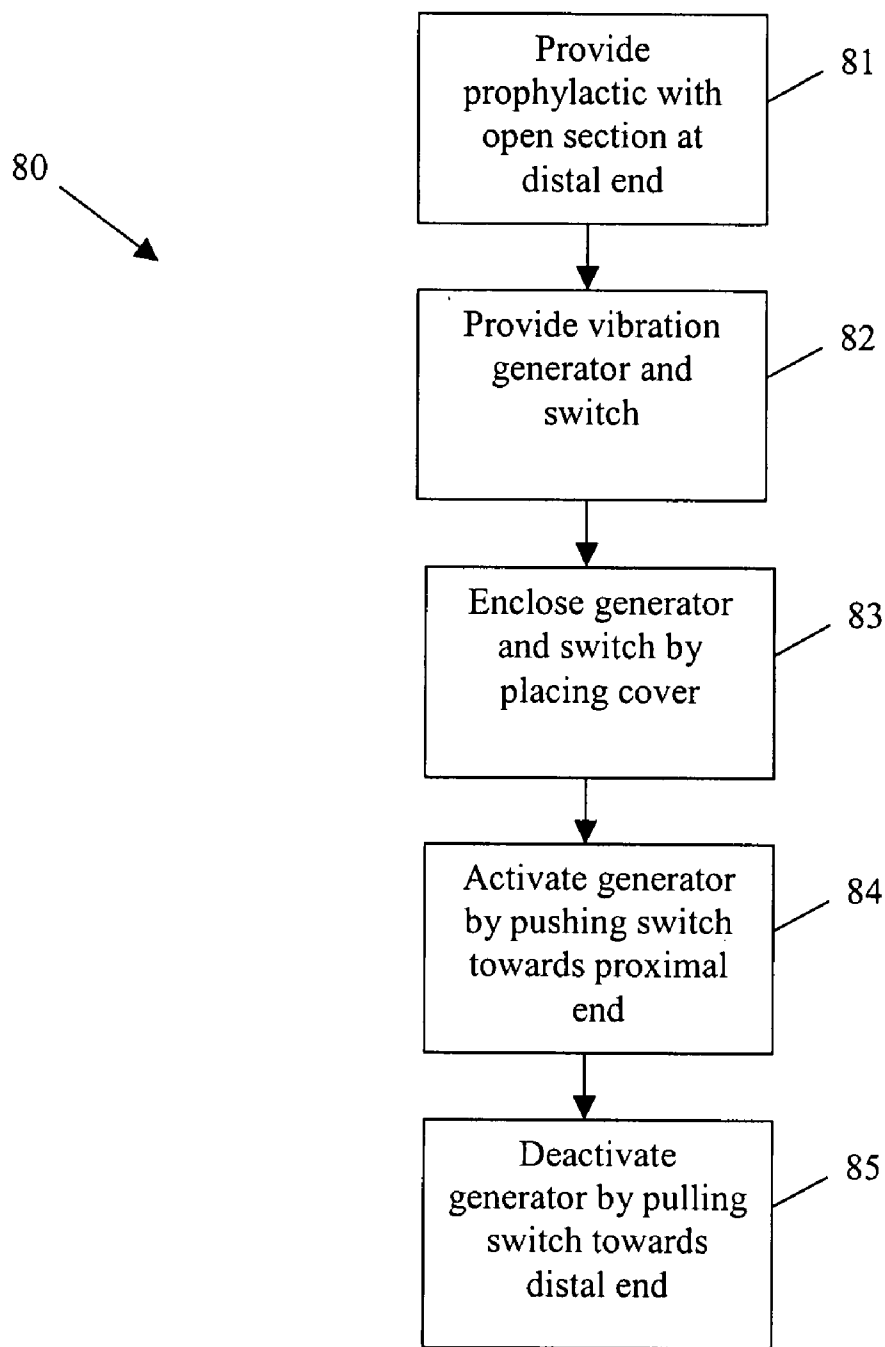 80
Provide
prophylactic with
open section at
distal end
81
Provide vibration
generator and
switch
82
Enclose generator
and switch by
placing cover
83
Activate generator
by pushing switch
towards proximal
end
84
Deactivate
generator by pulling
switch towards
distal end
85